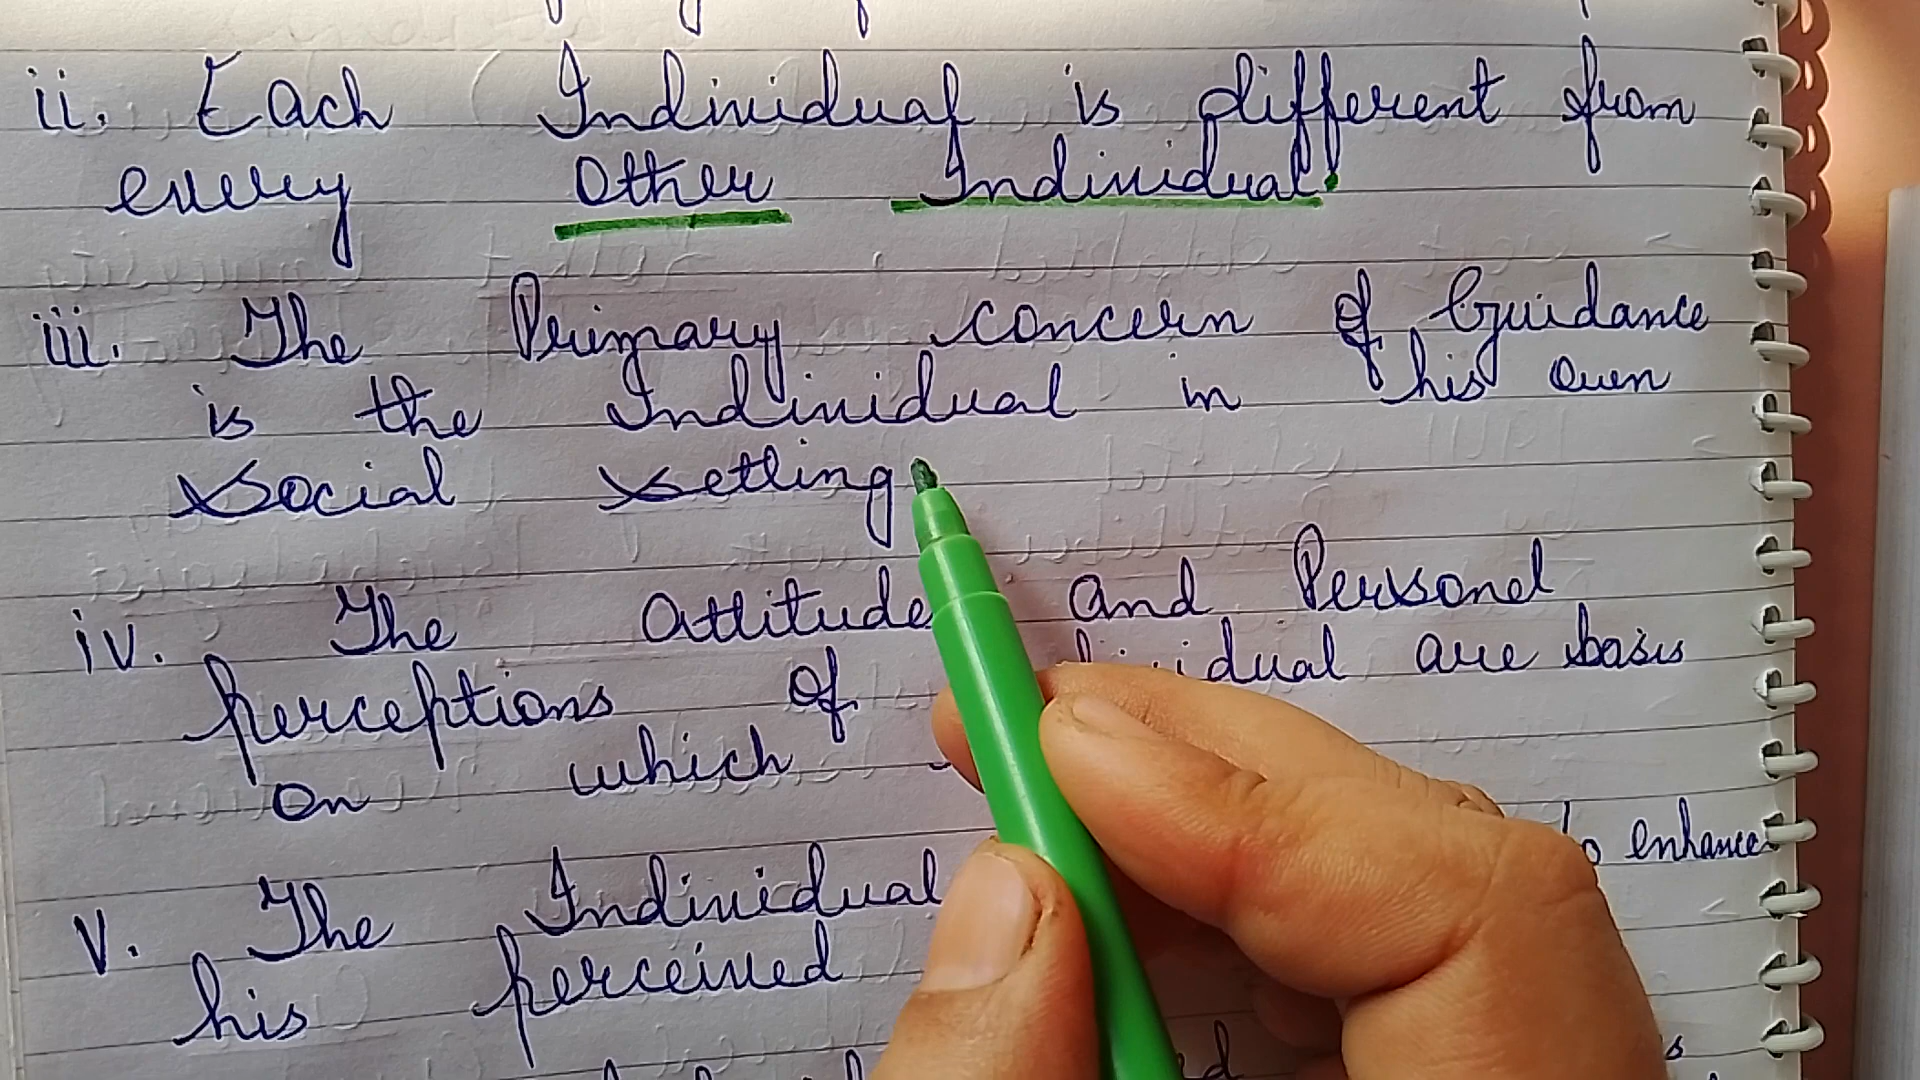 ii. Each Individual is different from
every Other Individual.
iii. The Primary concern of Guidance
is the Individual in his own
Social setting
iv. The attitude and Personal
perceptions of are basis
on which
enhance
v. The Individual
his perceived